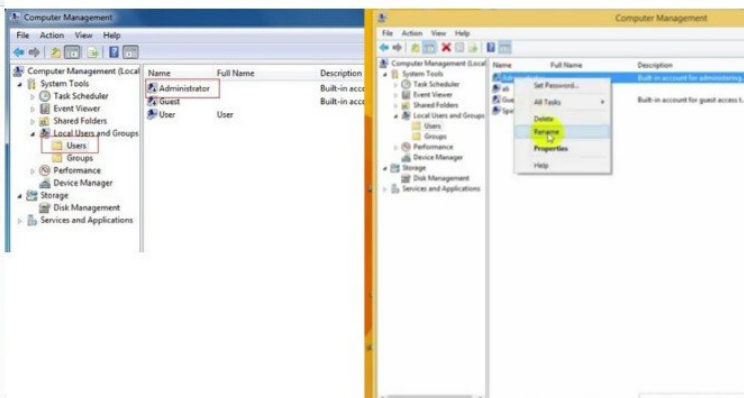 Computer Management
File Action View Help
Computer Management (Local
System Tools
Task Scheduler
Event Viewer
Shared Folders
Local Users and Groups
Users
Groups
Performance
Device Manager
Storage
Disk Management
Services and Applications
Name Full Name Description
Administrator Built-in acco
Guest Built-in acco
User User
Computer Management
File Action View Help
Computer Management (Local
System Tools
Task Scheduler
Event Viewer
Shared Folders
Local Users and Groups
Users
Groups
Performance
Device Manager
Storage
Disk Management
Services and Applications
Name Full Name Description
Built-in account for administering
ali
Built-in account for guest access t...
Set Password...
All Tasks
Delete
Rename
Properties
Help